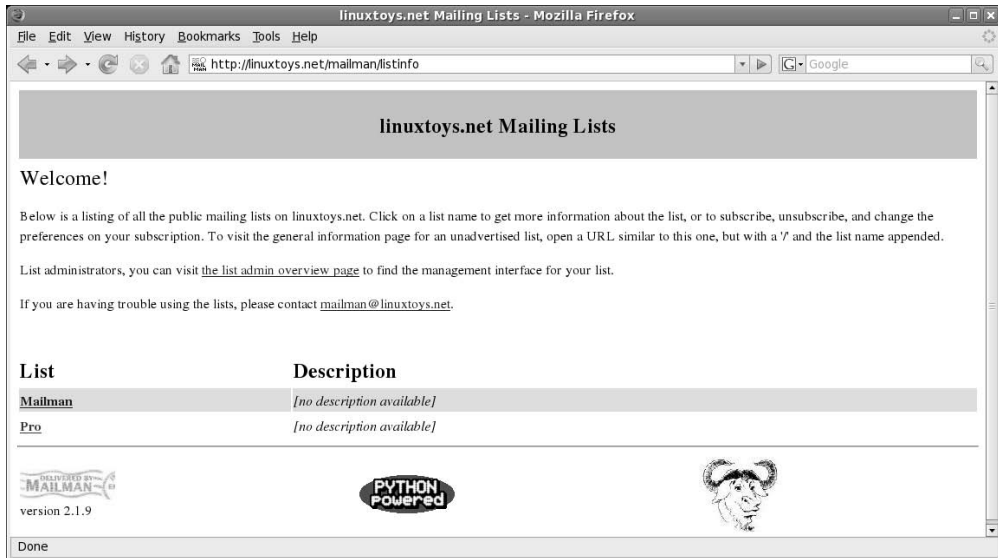 linuxtoys.net Mailing Lists - Mozilla Firefox
File Edit View History Bookmarks Tools Help
http://linuxtoys.net/mailman/listinfo
G Google
linuxtoys.net Mailing Lists
Welcome!
Below is a listing of all the public mailing lists on linuxtoys.net. Click on a list name to get more information about the list, or to subscribe, unsubscribe, and change the
preferences on your subscription. To visit the general information page for an unadvertised list, open a URL similar to this one, but with a '/' and the list name appended.
List administrators, you can visit the list admin overview page to find the management interface for your list.
If you are having trouble using the lists, please contact mailman@linuxtoys.net.
List Description
Mailman [no description available]
Pro [no description available]
DELIVERED BY
MAILMAN
PYTHON
Powered
version 2.1.9
Done